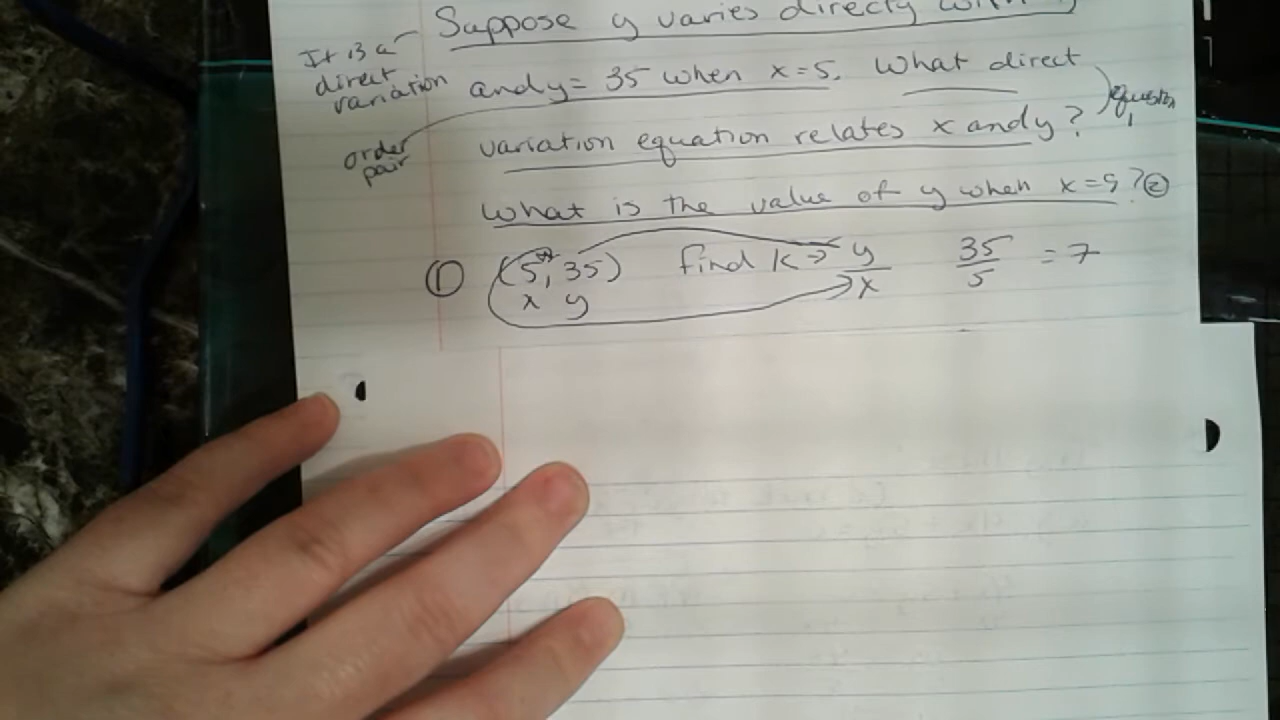 Suppose y varies directly with
It is a
direct
variation
and y = 35 when x = 5. What direct
order
pair
variation equation relates x and y?
question
1
What is the value of y when x = 9? ②
① (5, 35) find k => y/x 35/5 = 7
x y